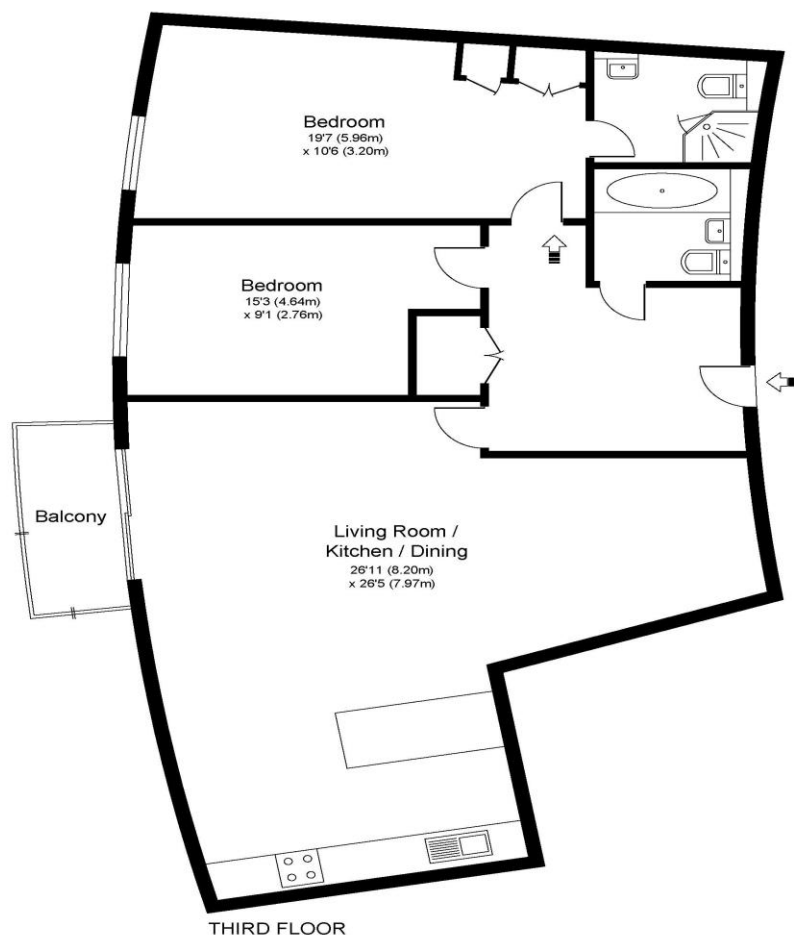 Bedroom
19'7 (5.96m)
x 10'6 (3.20m)
Bedroom
15'3 (4.64m)
x 9'1 (2.76m)
Balcony
Living Room /
Kitchen / Dining
26'11 (8.20m)
x 26'5 (7.97m)
THIRD FLOOR